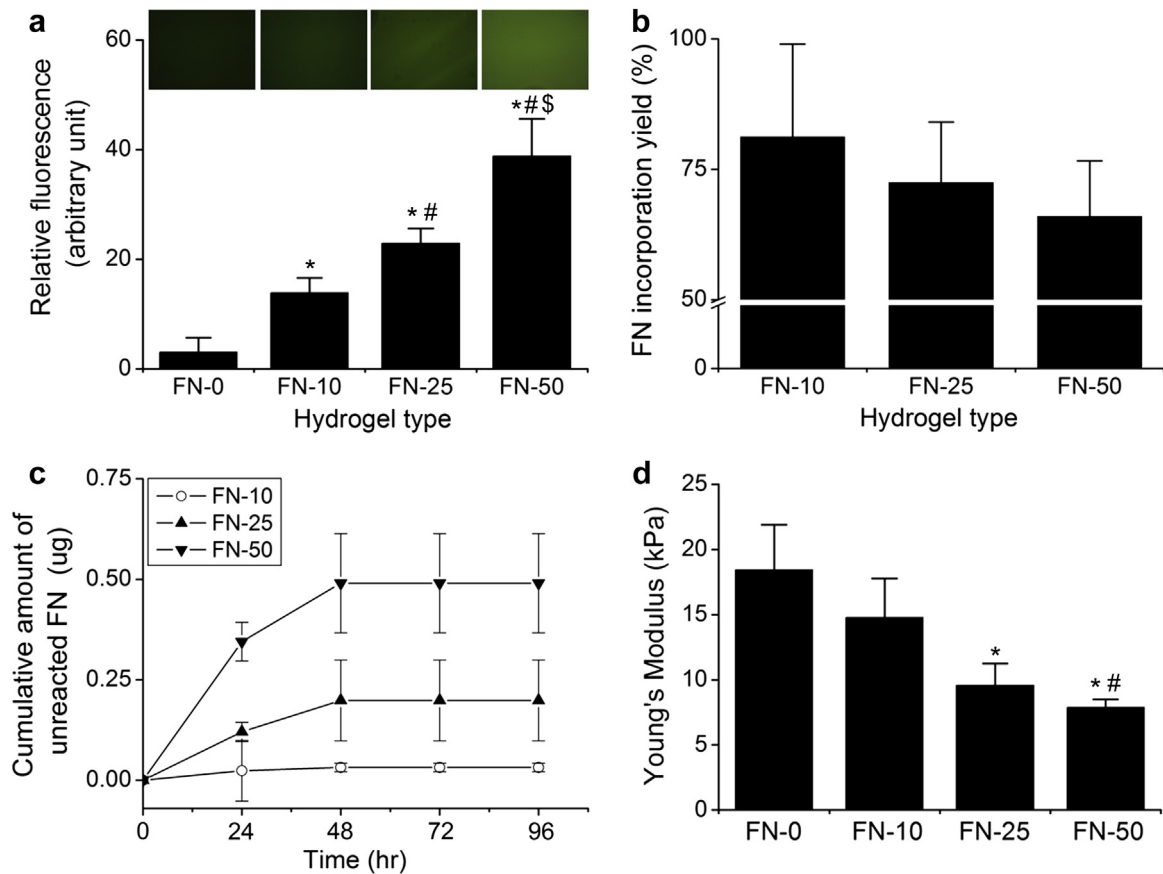 a
Relative fluorescence
(arbitrary unit)
60
40
20
0
*
* #
*#$
FN-0 FN-10 FN-25 FN-50
Hydrogel type
b
FN incorporation yield (%)
100
75
50
0
FN-10 FN-25 FN-50
Hydrogel type
c
Cumulative amount of
unreacted FN (ug)
0.75
0.50
0.25
0.00
FN-10
FN-25
FN-50
0 24 48 72 96
Time (hr)
d
Young's Modulus (kPa)
25
20
15
10
5
0
*
* #
FN-0 FN-10 FN-25 FN-50